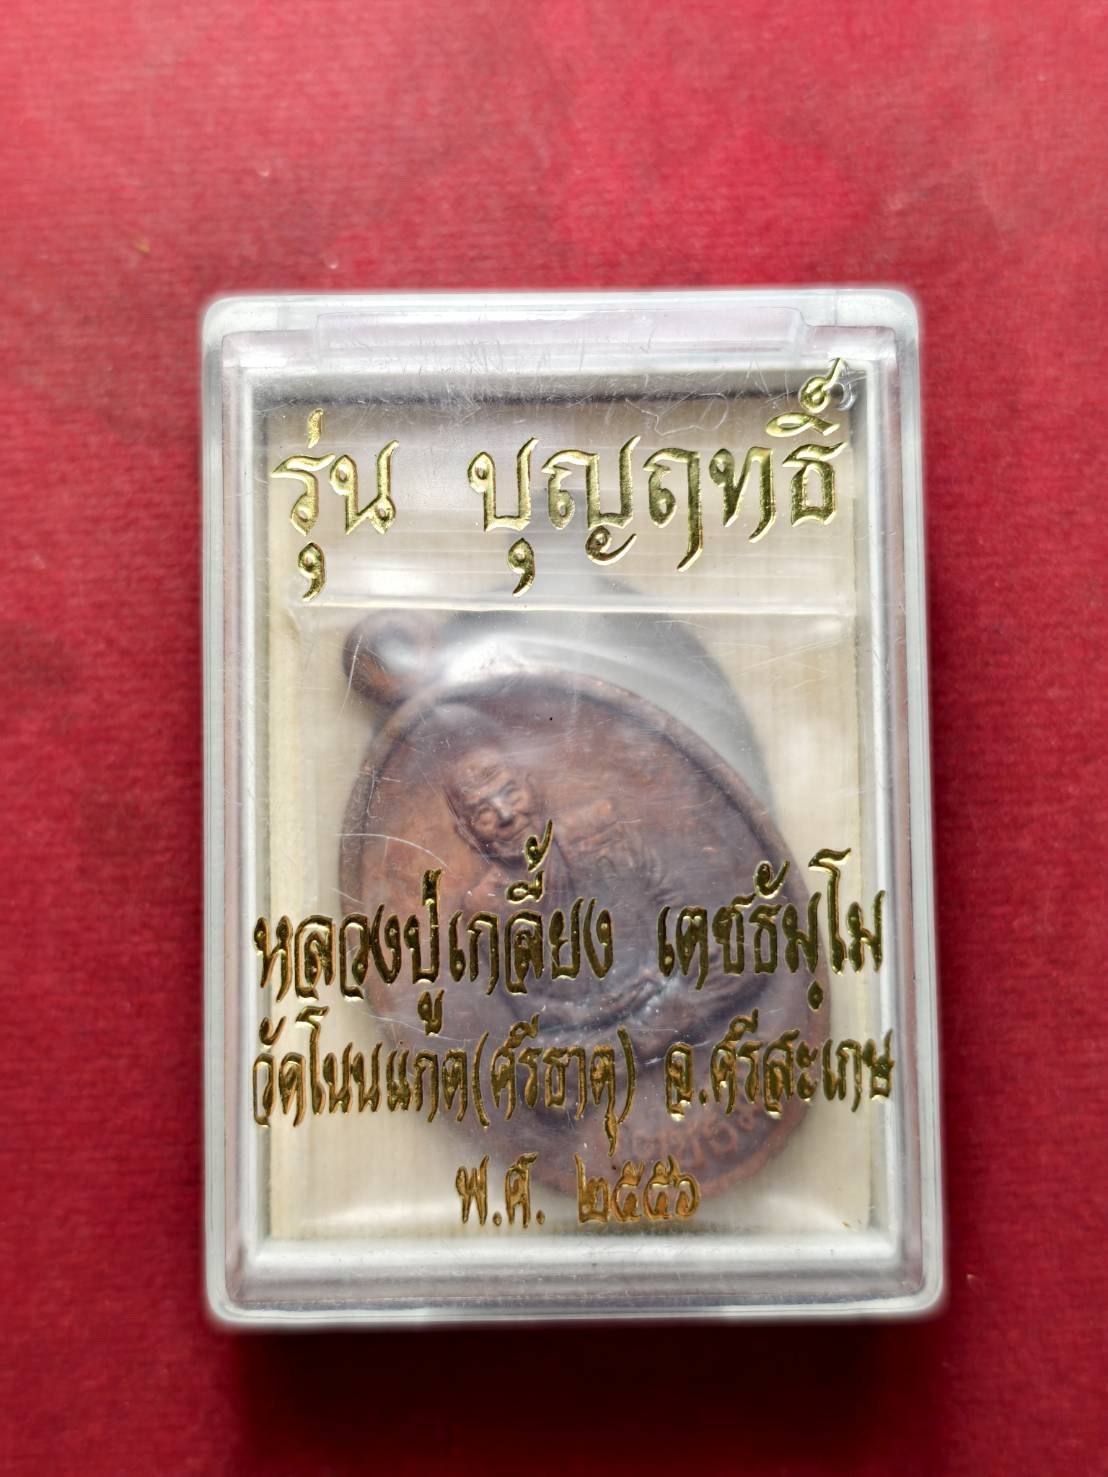 รุ่น บุญฤทธิ์
หลวงปู่เกลี้ยง เตชธัมฺโม
วัดโนนแกด(ศรีธาตุ) จ.ศรีสะเกษ
พ.ศ. ๒๕๕๖